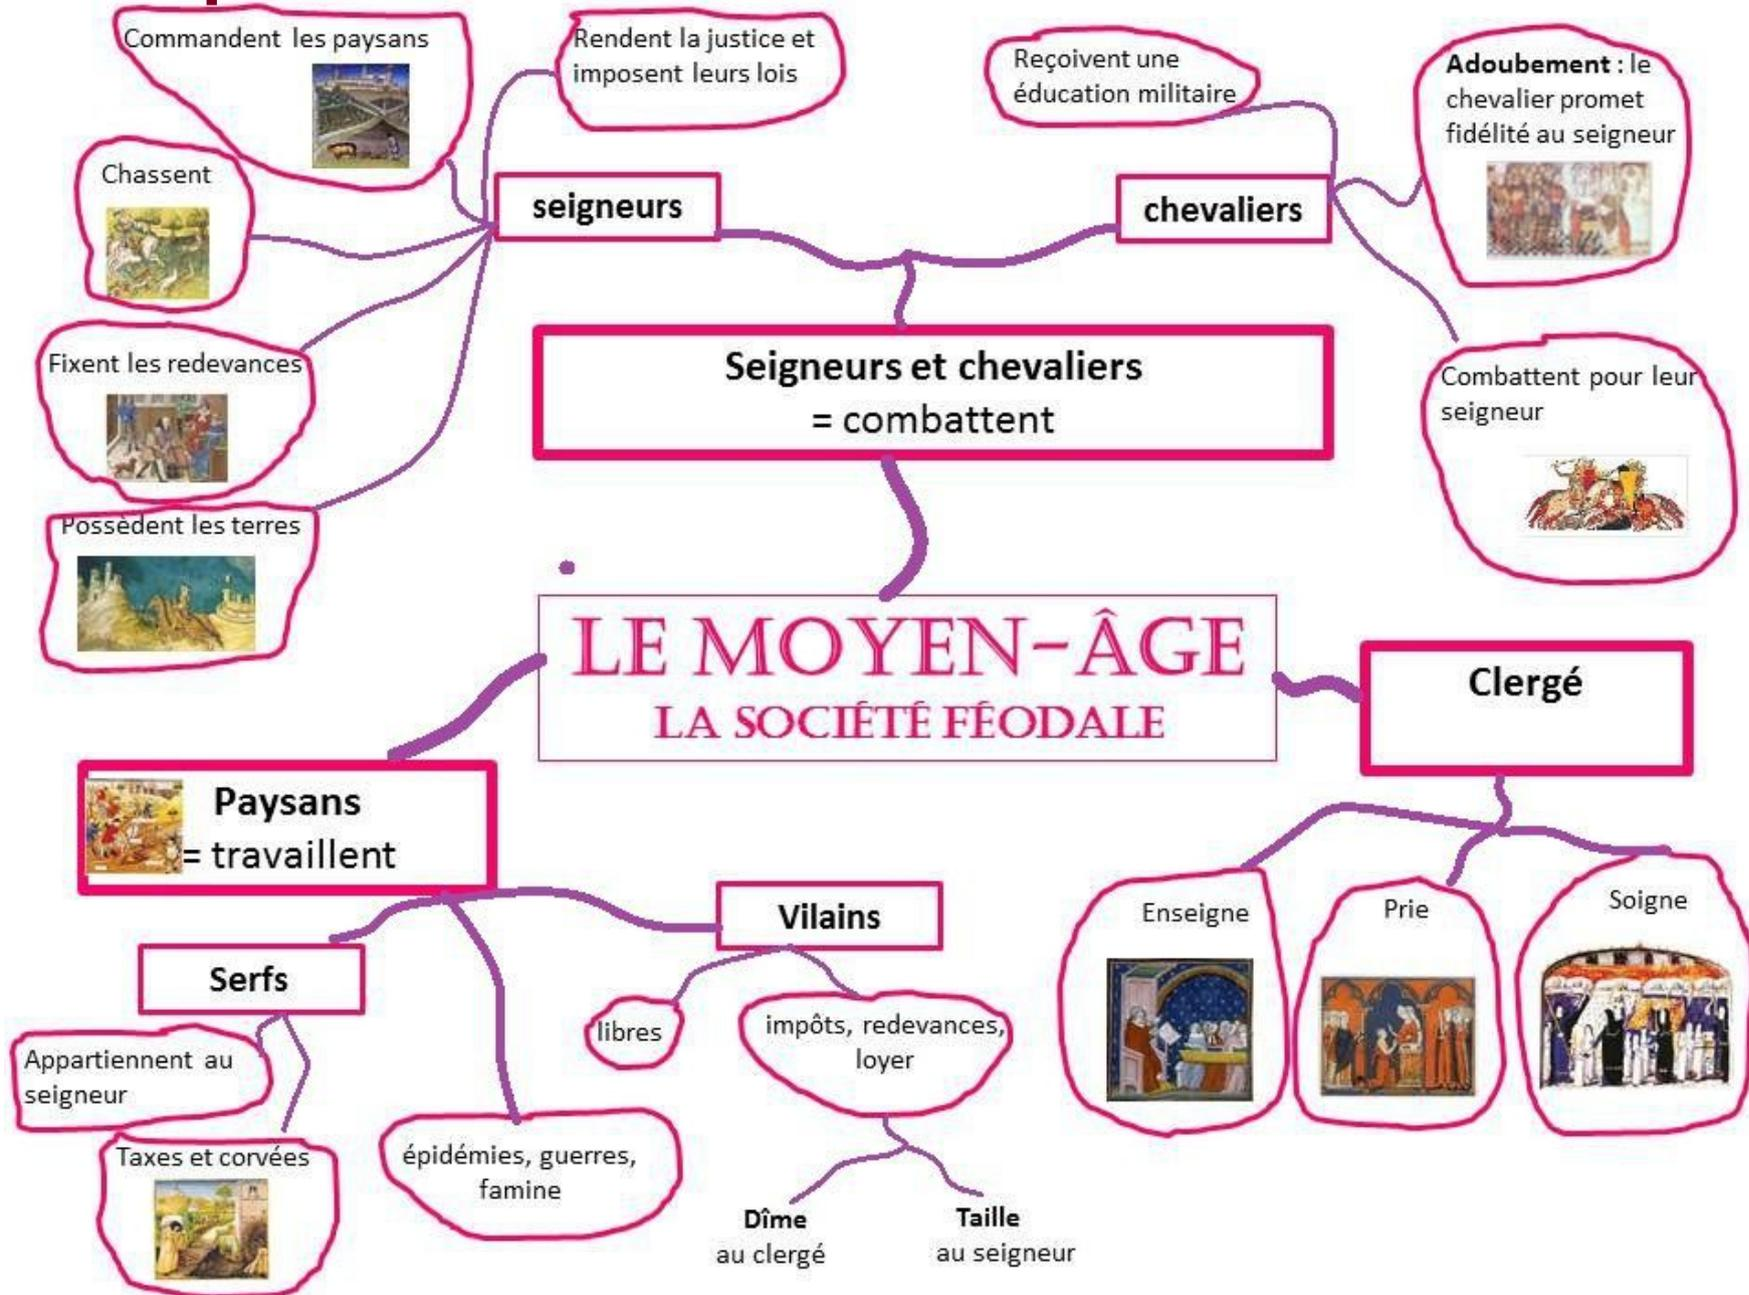 Commandent les paysans
Rendent la justice et
imposent leurs lois
Reçoivent une
éducation militaire
Adoubement : le
chevalier promet
fidélité au seigneur
Chassent
seigneurs
chevaliers
Fixent les redevances
Seigneurs et chevaliers
= combattent
Combattent pour leur
seigneur
Possèdent les terres
LE MOYEN-ÂGE
LA SOCIÉTÉ FÉODALE
Clergé
Paysans
= travaillent
Vilains
Enseigne
Prie
Soigne
Serfs
libres
impôts, redevances,
loyer
Appartiennent au
seigneur
Taxes et corvées
épidémies, guerres,
famine
Dîme
au clergé
Taille
au seigneur